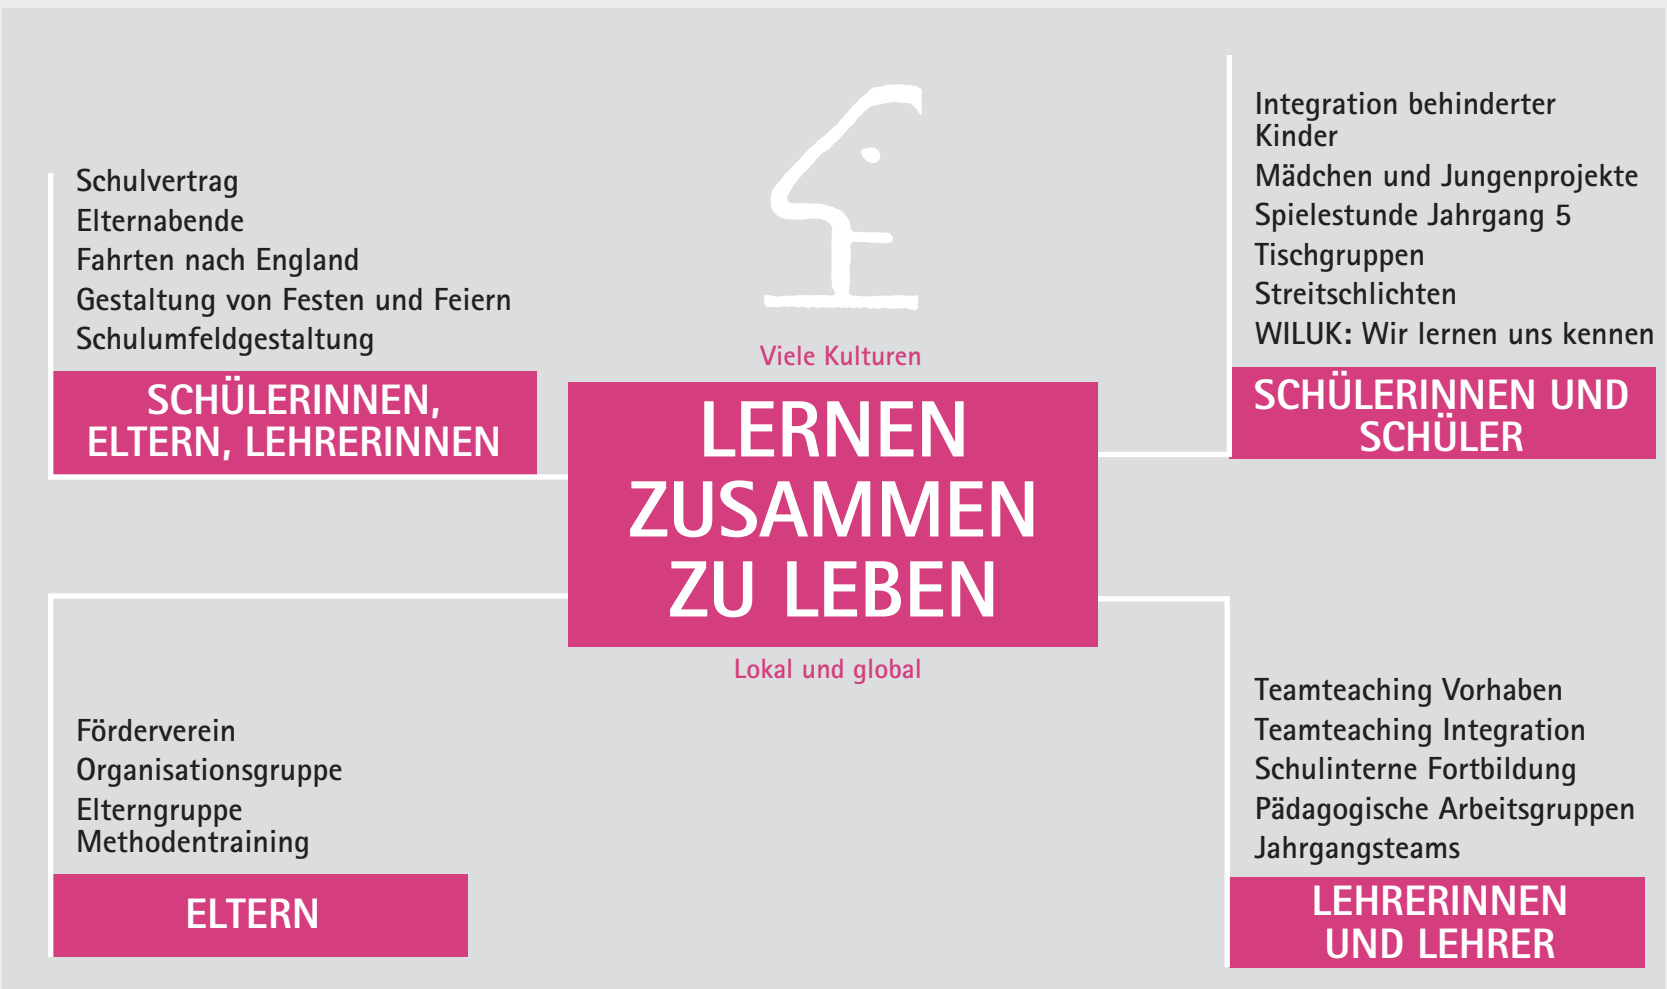 Schulvertrag
Elternabende
Fahrten nach England
Gestaltung von Festen und Feiern
Schulumfeldgestaltung
SCHÜLERINNEN,
ELTERN, LEHRERINNEN
Viele Kulturen
LERNEN
ZUSAMMEN
ZU LEBEN
Lokal und global
Integration behinderter
Kinder
Mädchen und Jungenprojekte
Spielestunde Jahrgang 5
Tischgruppen
Streitschlichten
WILUK: Wir lernen uns kennen
SCHÜLERINNEN UND
SCHÜLER
Förderverein
Organisationsgruppe
Elterngruppe
Methodentraining
ELTERN
Teamteaching Vorhaben
Teamteaching Integration
Schulinterne Fortbildung
Pädagogische Arbeitsgruppen
Jahrgangsteams
LEHRERINNEN
UND LEHRER